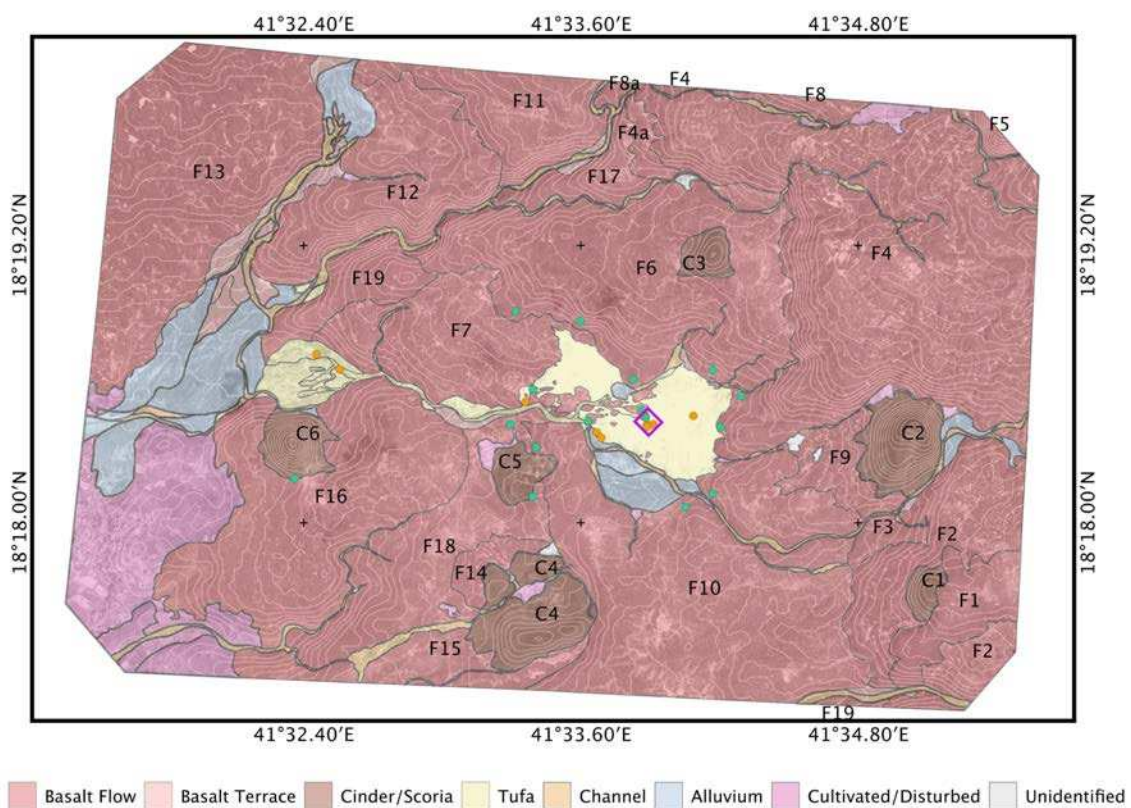 41°32.40′E 41°33.60′E 41°34.80′E
F8a F4 F8
F11
F5
F4a
F13 F17
F12
18°19.20′N 18°19.20′N
F4
C3
F6
F19
F7
C6 C2
C5 F9
F16
F3 F2
18°18.00′N 18°18.00′N
F18
C4
F14 C1
F10 F1
C4
F15 F2
F19
41°32.40′E 41°33.60′E 41°34.80′E
Basalt Flow Basalt Terrace Cinder/Scoria Tufa Channel Alluvium Cultivated/Disturbed Unidentified